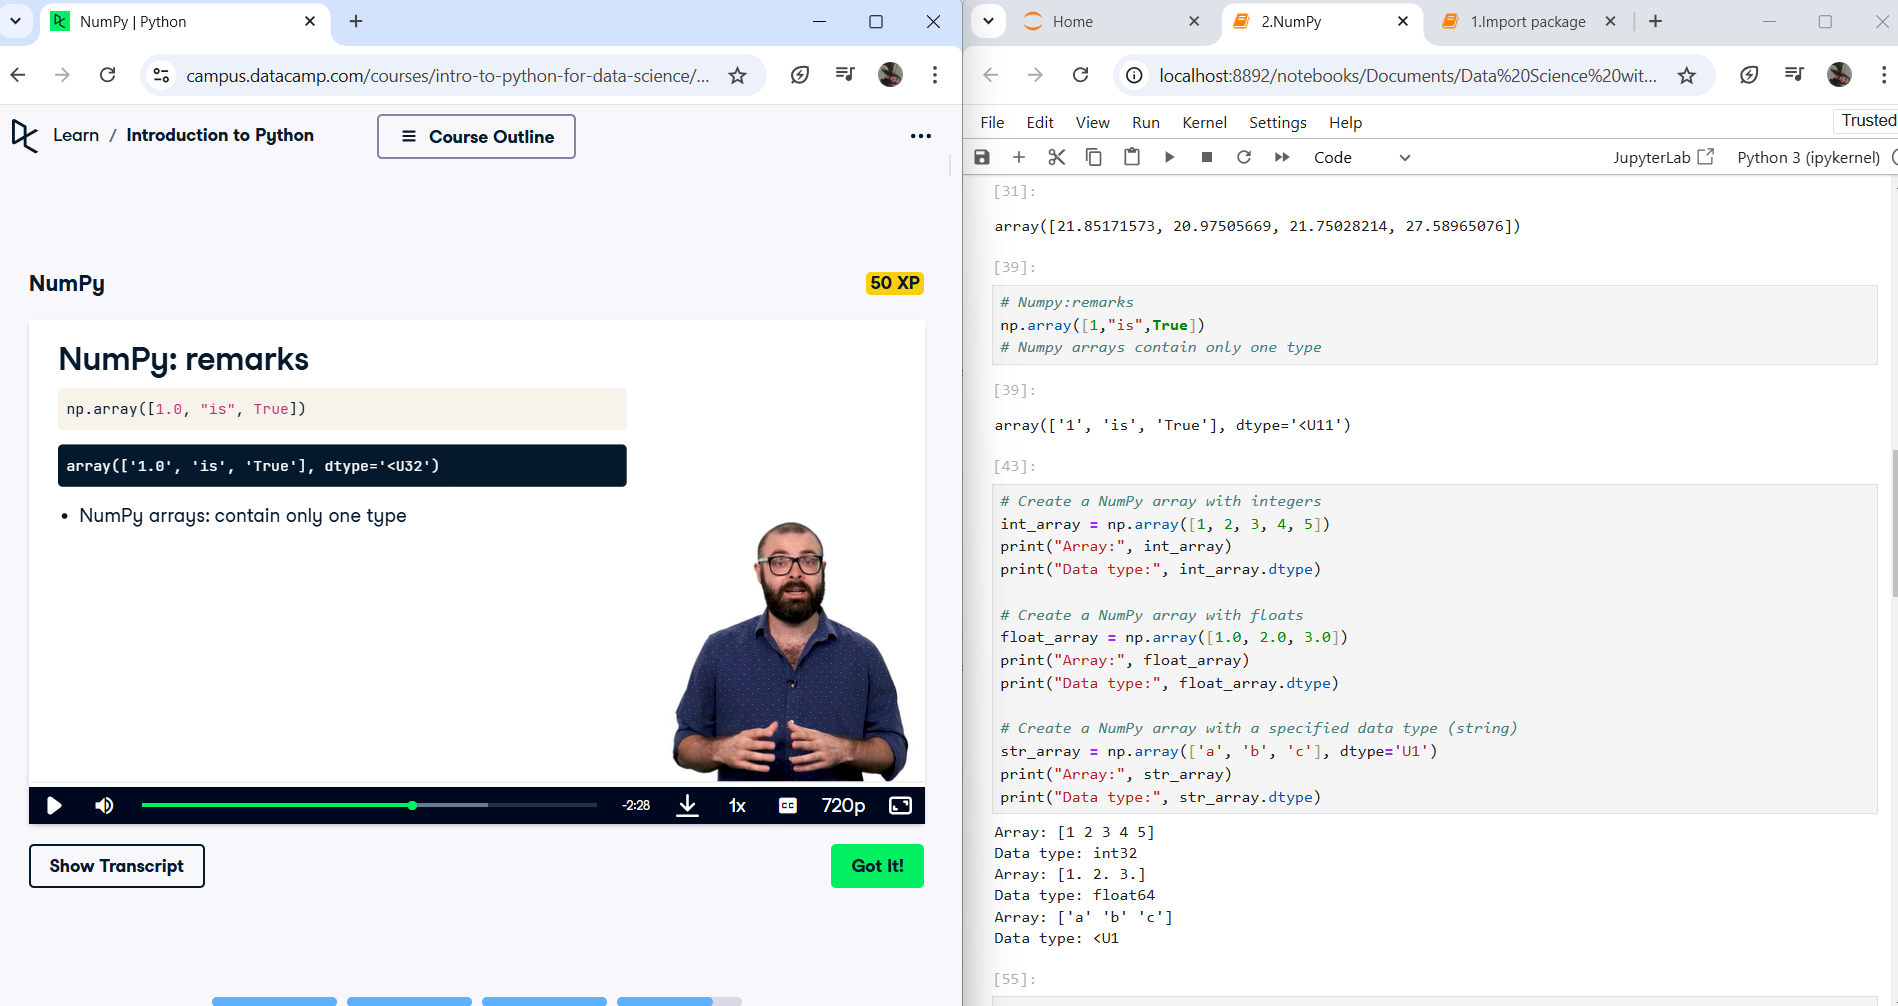 NumPy | Python
campus.datacamp.com/courses/intro-to-python-for-data-science/...
Learn / Introduction to Python
Course Outline
NumPy
50 XP
NumPy: remarks
np.array([1.0, "is", True])
array(['1.0', 'is', 'True'], dtype='<U32')
• NumPy arrays: contain only one type
-2:28
1x
CC
720p
Show Transcript
Got It!
Home
2.NumPy
1.Import package
localhost:8892/notebooks/Documents/Data%20Science%20wit...
File Edit View Run Kernel Settings Help
Trusted
Code
JupyterLab
Python 3 (ipykernel)
[31]:
array([21.85171573, 20.97505669, 21.75028214, 27.58965076])
[39]:
# Numpy:remarks
np.array([1,"is",True])
# Numpy arrays contain only one type
[39]:
array(['1', 'is', 'True'], dtype='<U11')
[43]:
# Create a NumPy array with integers
int_array = np.array([1, 2, 3, 4, 5])
print("Array:", int_array)
print("Data type:", int_array.dtype)
# Create a NumPy array with floats
float_array = np.array([1.0, 2.0, 3.0])
print("Array:", float_array)
print("Data type:", float_array.dtype)
# Create a NumPy array with a specified data type (string)
str_array = np.array(['a', 'b', 'c'], dtype='U1')
print("Array:", str_array)
print("Data type:", str_array.dtype)
Array: [1 2 3 4 5]
Data type: int32
Array: [1. 2. 3.]
Data type: float64
Array: ['a' 'b' 'c']
Data type: <U1
[55]: